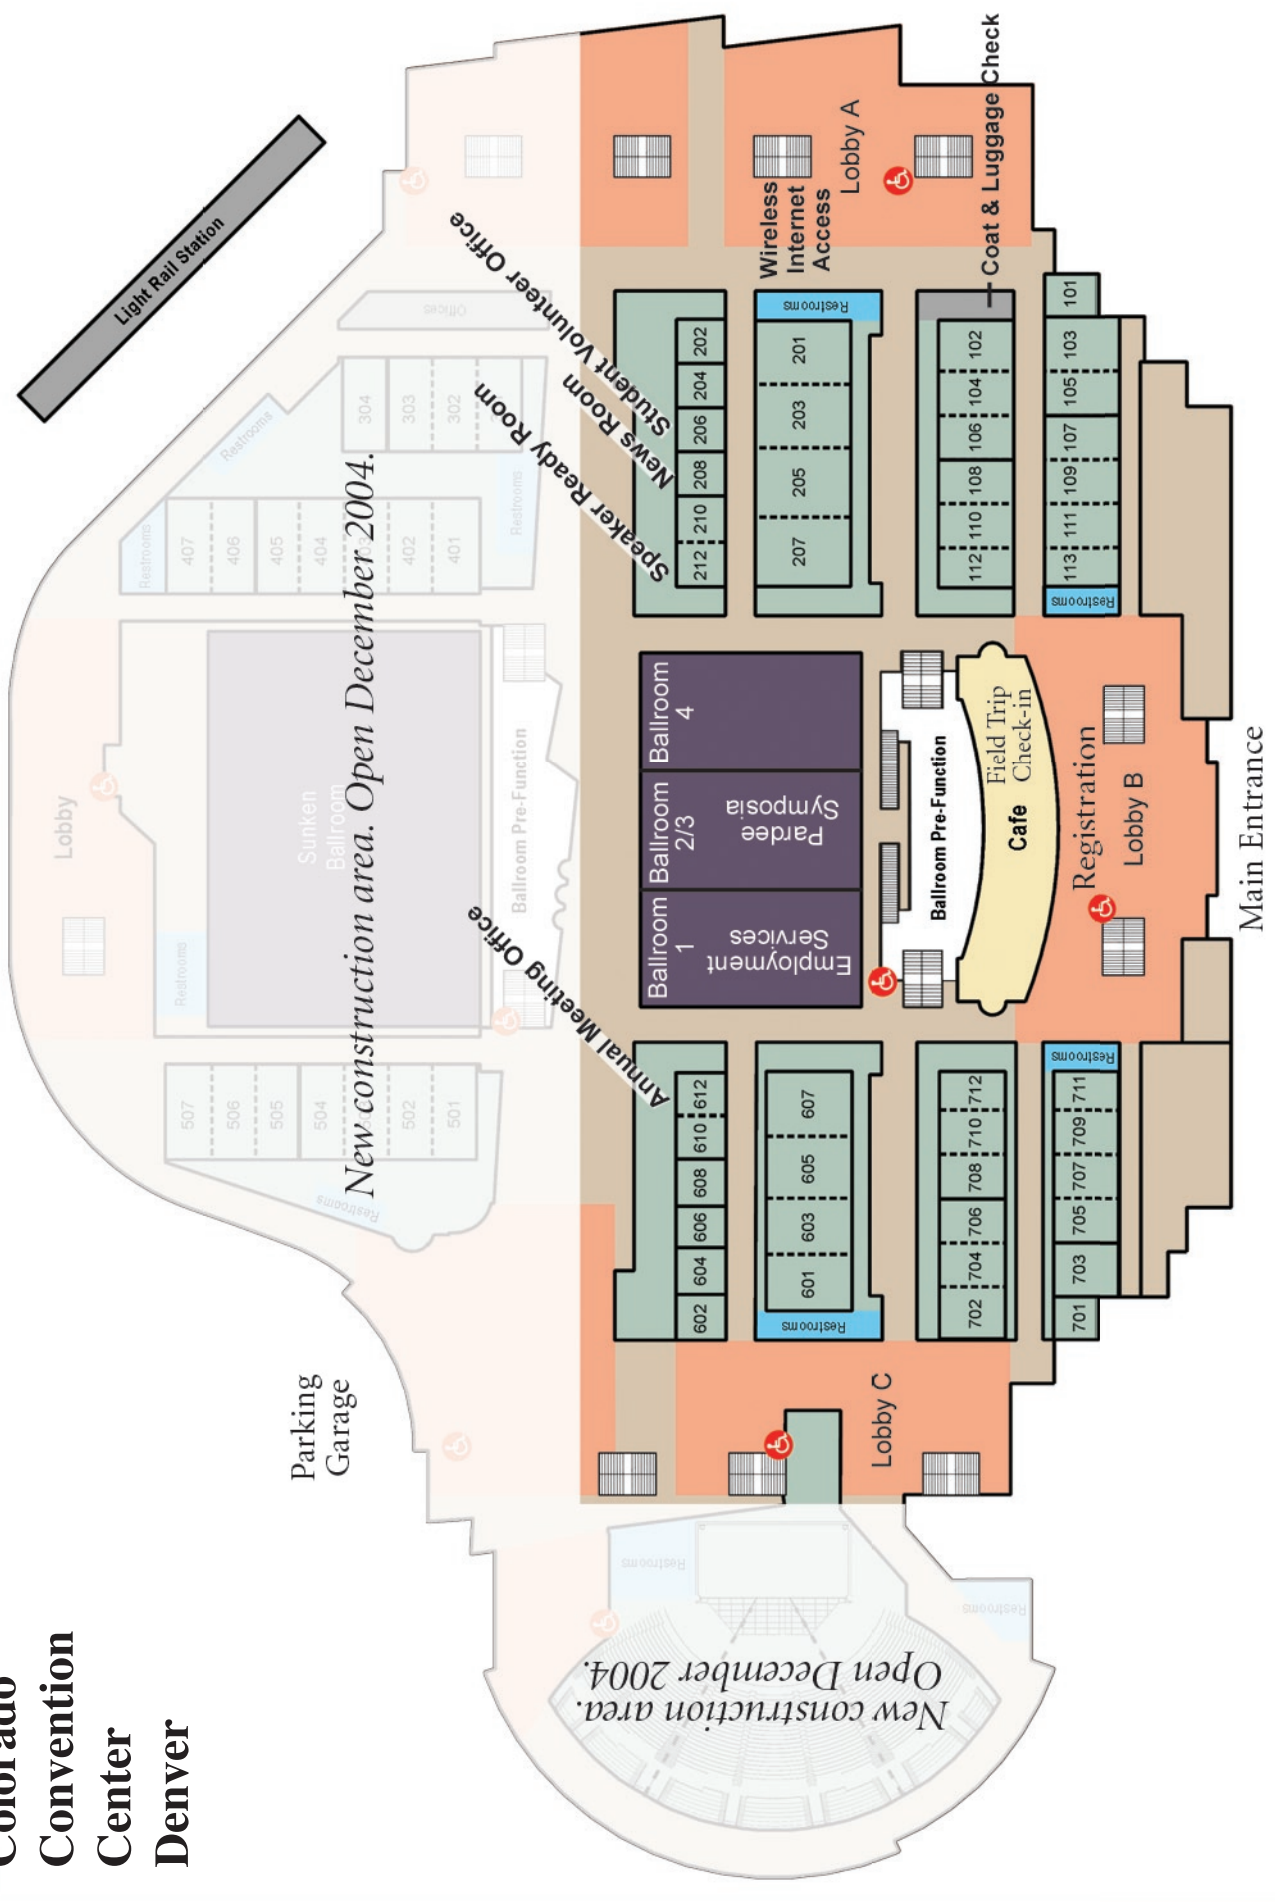 Colorado
Convention
Center
Denver
Light Rail Station
Lobby
Parking
Garage
Restrooms
Restrooms
Restrooms
507
506
505
504
502
501
Restrooms
407
406
405
404
402
401
Restrooms
304
303
302
Offices
Sunken
Ballroom
New construction area. Open December 2004.
Ballroom Pre-Function
Annual Meeting Office
Speaker Ready Room
News Room
Student Volunteer Office
New construction area.
Open December 2004.
Restrooms
Restrooms
602
604
606
608
610
612
Ballroom
1
Employment
Services
Ballroom
2/3
Pardee
Symposia
Ballroom
4
212
210
208
206
204
202
Restrooms
601
603
605
607
207
205
203
201
Restrooms
Wireless
Internet
Access
Lobby A
Lobby C
Ballroom Pre-Function
702
704
706
708
710
712
112
110
108
106
104
102
Coat & Luggage Check
Cafe
Field Trip
Check-in
701
703
705
707
709
711
Restrooms
Registration
Lobby B
Restrooms
113
111
109
107
105
103
101
Main Entrance